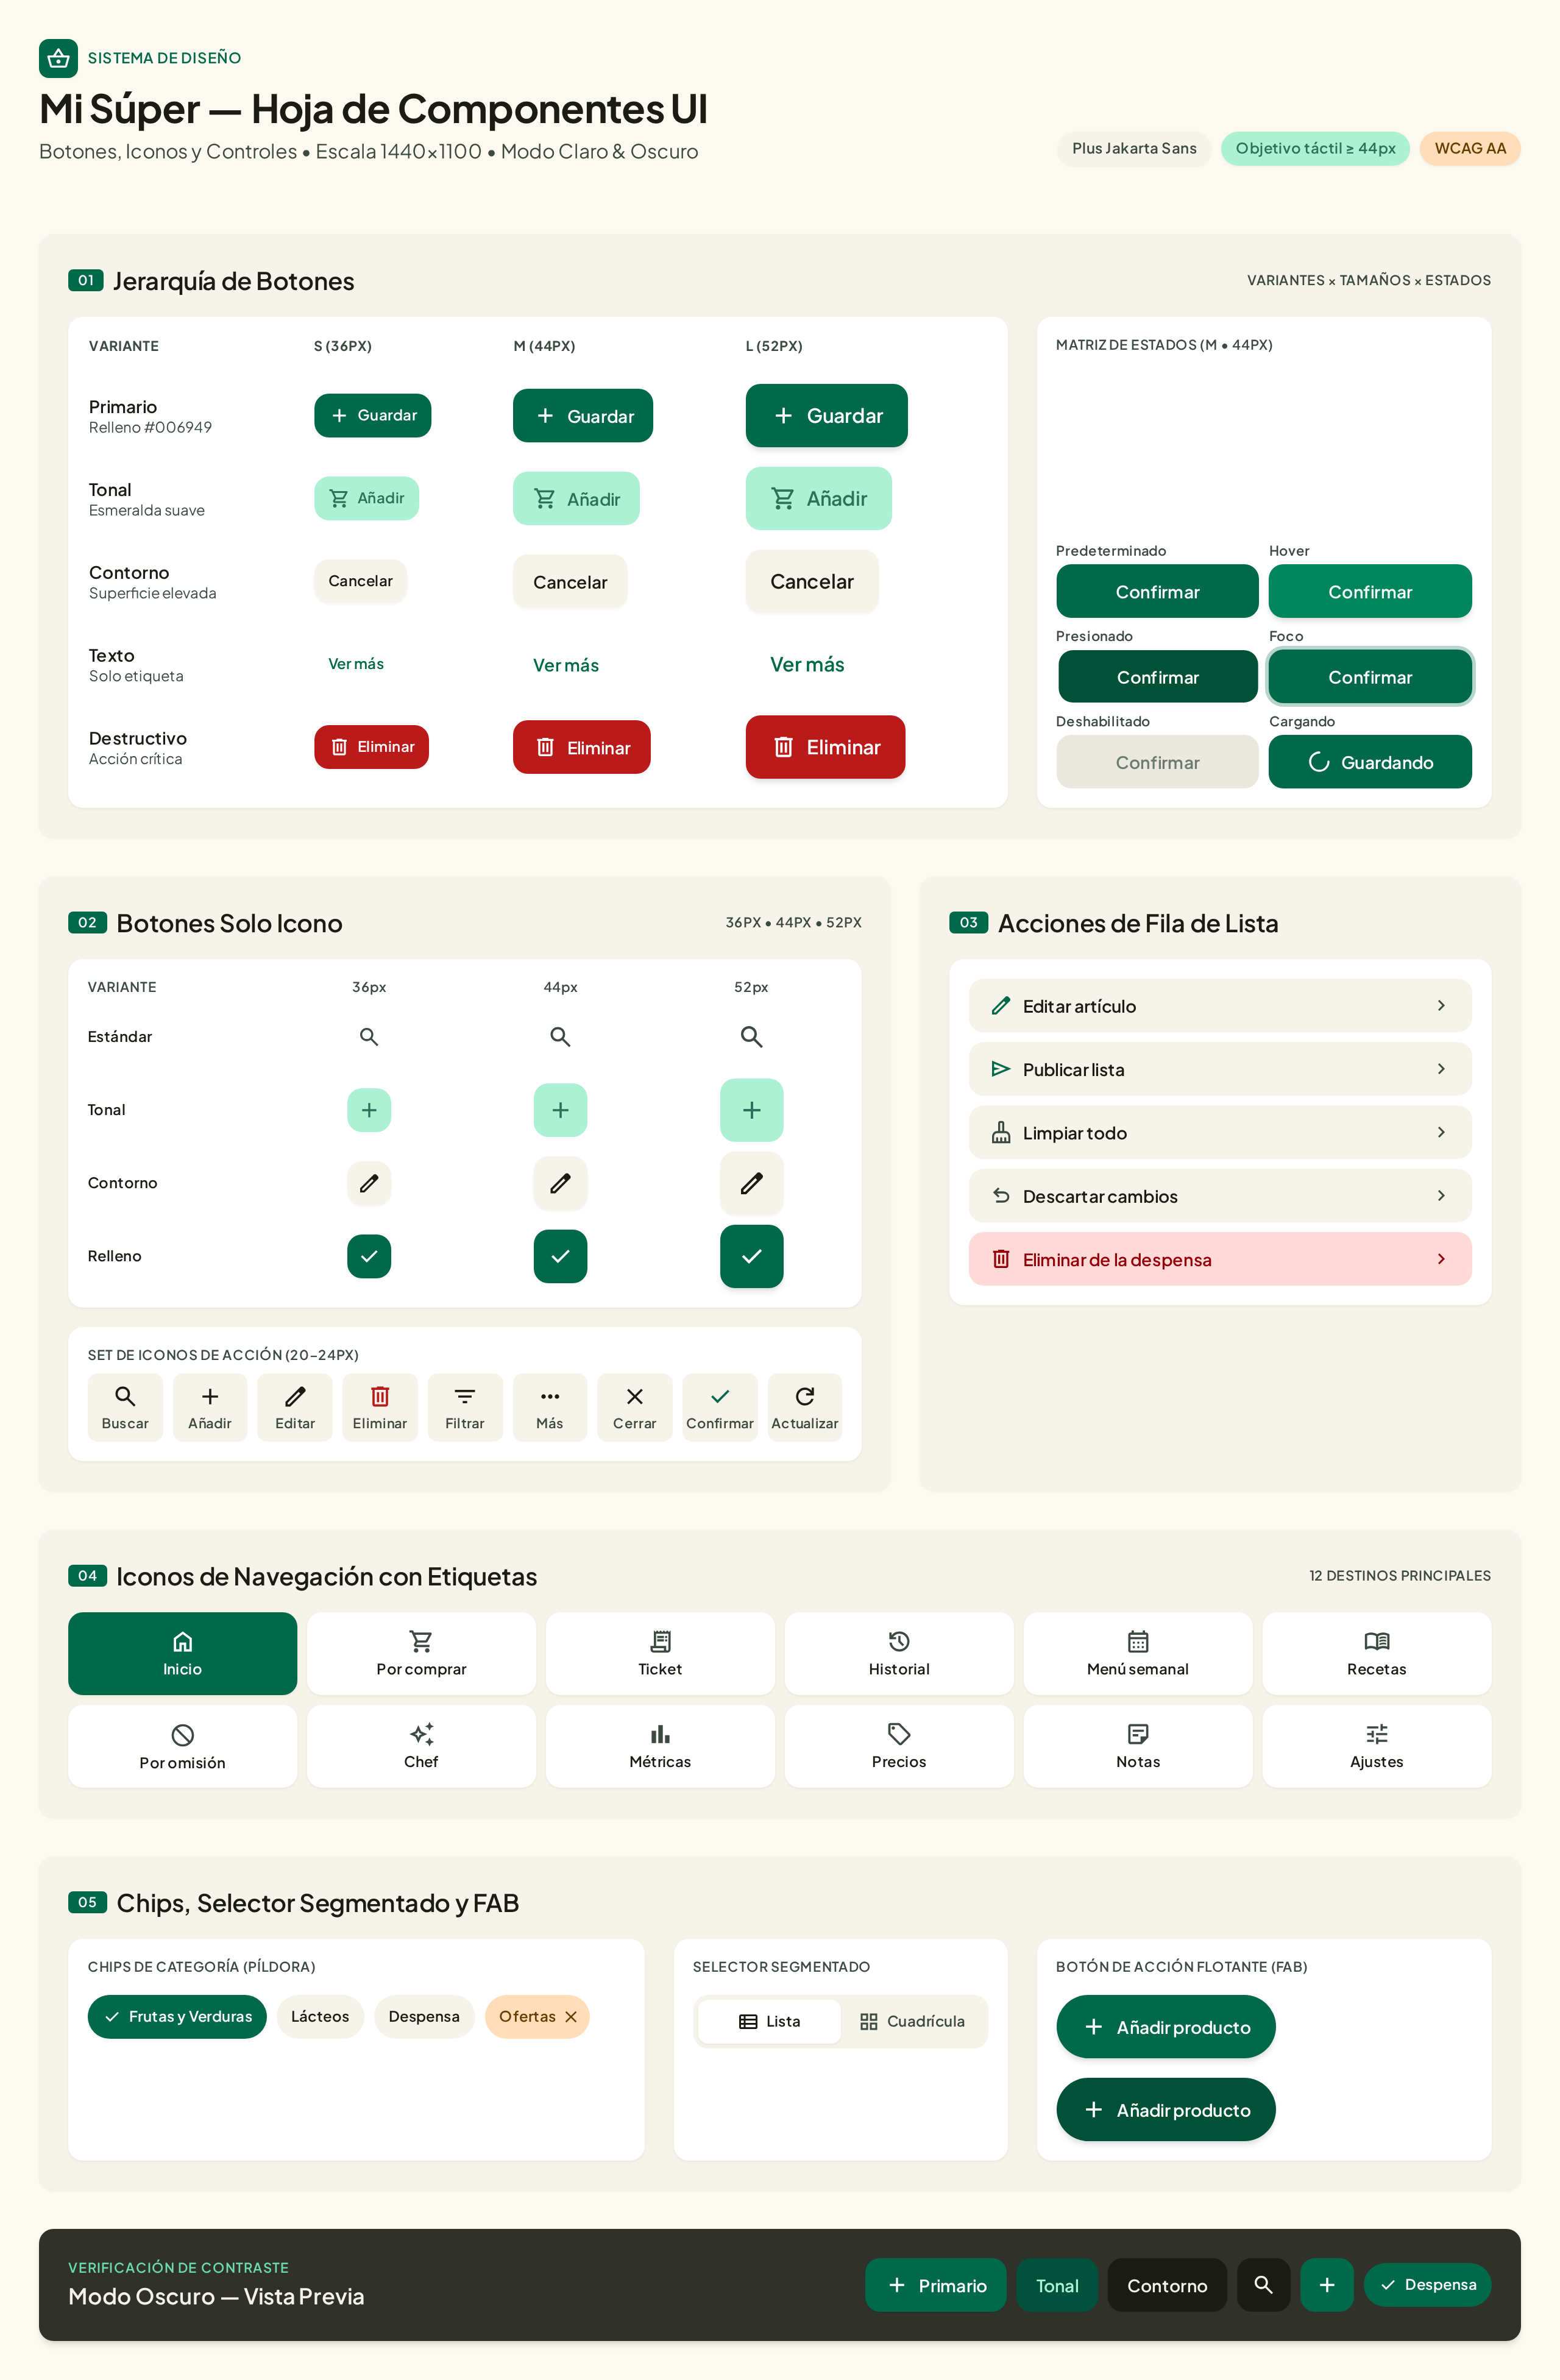 SISTEMA DE DISEÑO
Mi Súper — Hoja de Componentes UI
Botones, Iconos y Controles • Escala 1440×1100 • Modo Claro & Oscuro
Plus Jakarta Sans
Objetivo táctil ≥ 44px
WCAG AA
01 Jerarquía de Botones
VARIANTES × TAMAÑOS × ESTADOS
VARIANTE S (36PX) M (44PX) L (52PX)
Primario
Relleno #006949
Guardar Guardar Guardar
Tonal
Esmeralda suave
Añadir Añadir Añadir
Contorno
Superficie elevada
Cancelar Cancelar Cancelar
Texto
Solo etiqueta
Ver más Ver más Ver más
Destructivo
Acción crítica
Eliminar Eliminar Eliminar
MATRIZ DE ESTADOS (M • 44PX)
Predeterminado Hover
Confirmar Confirmar
Presionado Foco
Confirmar Confirmar
Deshabilitado Cargando
Confirmar Guardando
02 Botones Solo Icono
36PX • 44PX • 52PX
VARIANTE 36px 44px 52px
Estándar
Tonal
Contorno
Relleno
SET DE ICONOS DE ACCIÓN (20–24PX)
Buscar Añadir Editar Eliminar Filtrar Más Cerrar Confirmar Actualizar
03 Acciones de Fila de Lista
Editar artículo
Publicar lista
Limpiar todo
Descartar cambios
Eliminar de la despensa
04 Iconos de Navegación con Etiquetas
12 DESTINOS PRINCIPALES
Inicio Por comprar Ticket Historial Menú semanal Recetas
Por omisión Chef Métricas Precios Notas Ajustes
05 Chips, Selector Segmentado y FAB
CHIPS DE CATEGORÍA (PÍLDORA)
Frutas y Verduras Lácteos Despensa Ofertas
SELECTOR SEGMENTADO
Lista Cuadrícula
BOTÓN DE ACCIÓN FLOTANTE (FAB)
Añadir producto
Añadir producto
VERIFICACIÓN DE CONTRASTE
Modo Oscuro — Vista Previa
Primario Tonal Contorno Despensa